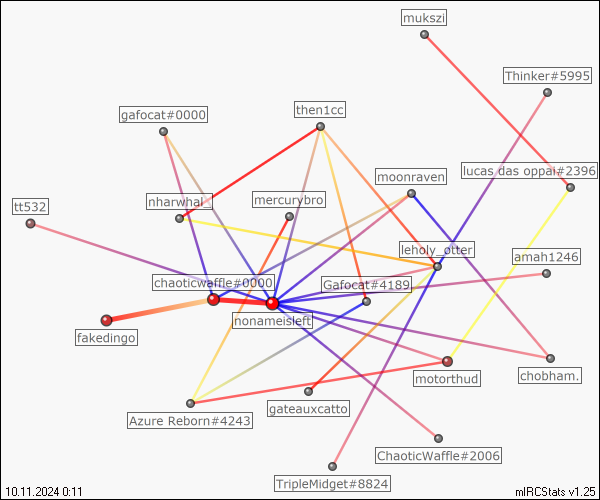 mukszi
Thinker#5995
then1cc
gafocat#0000
lucas das oppai#2396
moonraven
nharwhal_
mercurybro
tt532
leholy_otter
amah1246
chaoticwaffle#0000
Gafocat#4189
nonameisleft
fakedingo
motorthud
chobham.
gateauxcatto
Azure Reborn#4243
ChaoticWaffle#2006
TripleMidget#8824
10.11.2024 0:11
mIRCStats v1.25